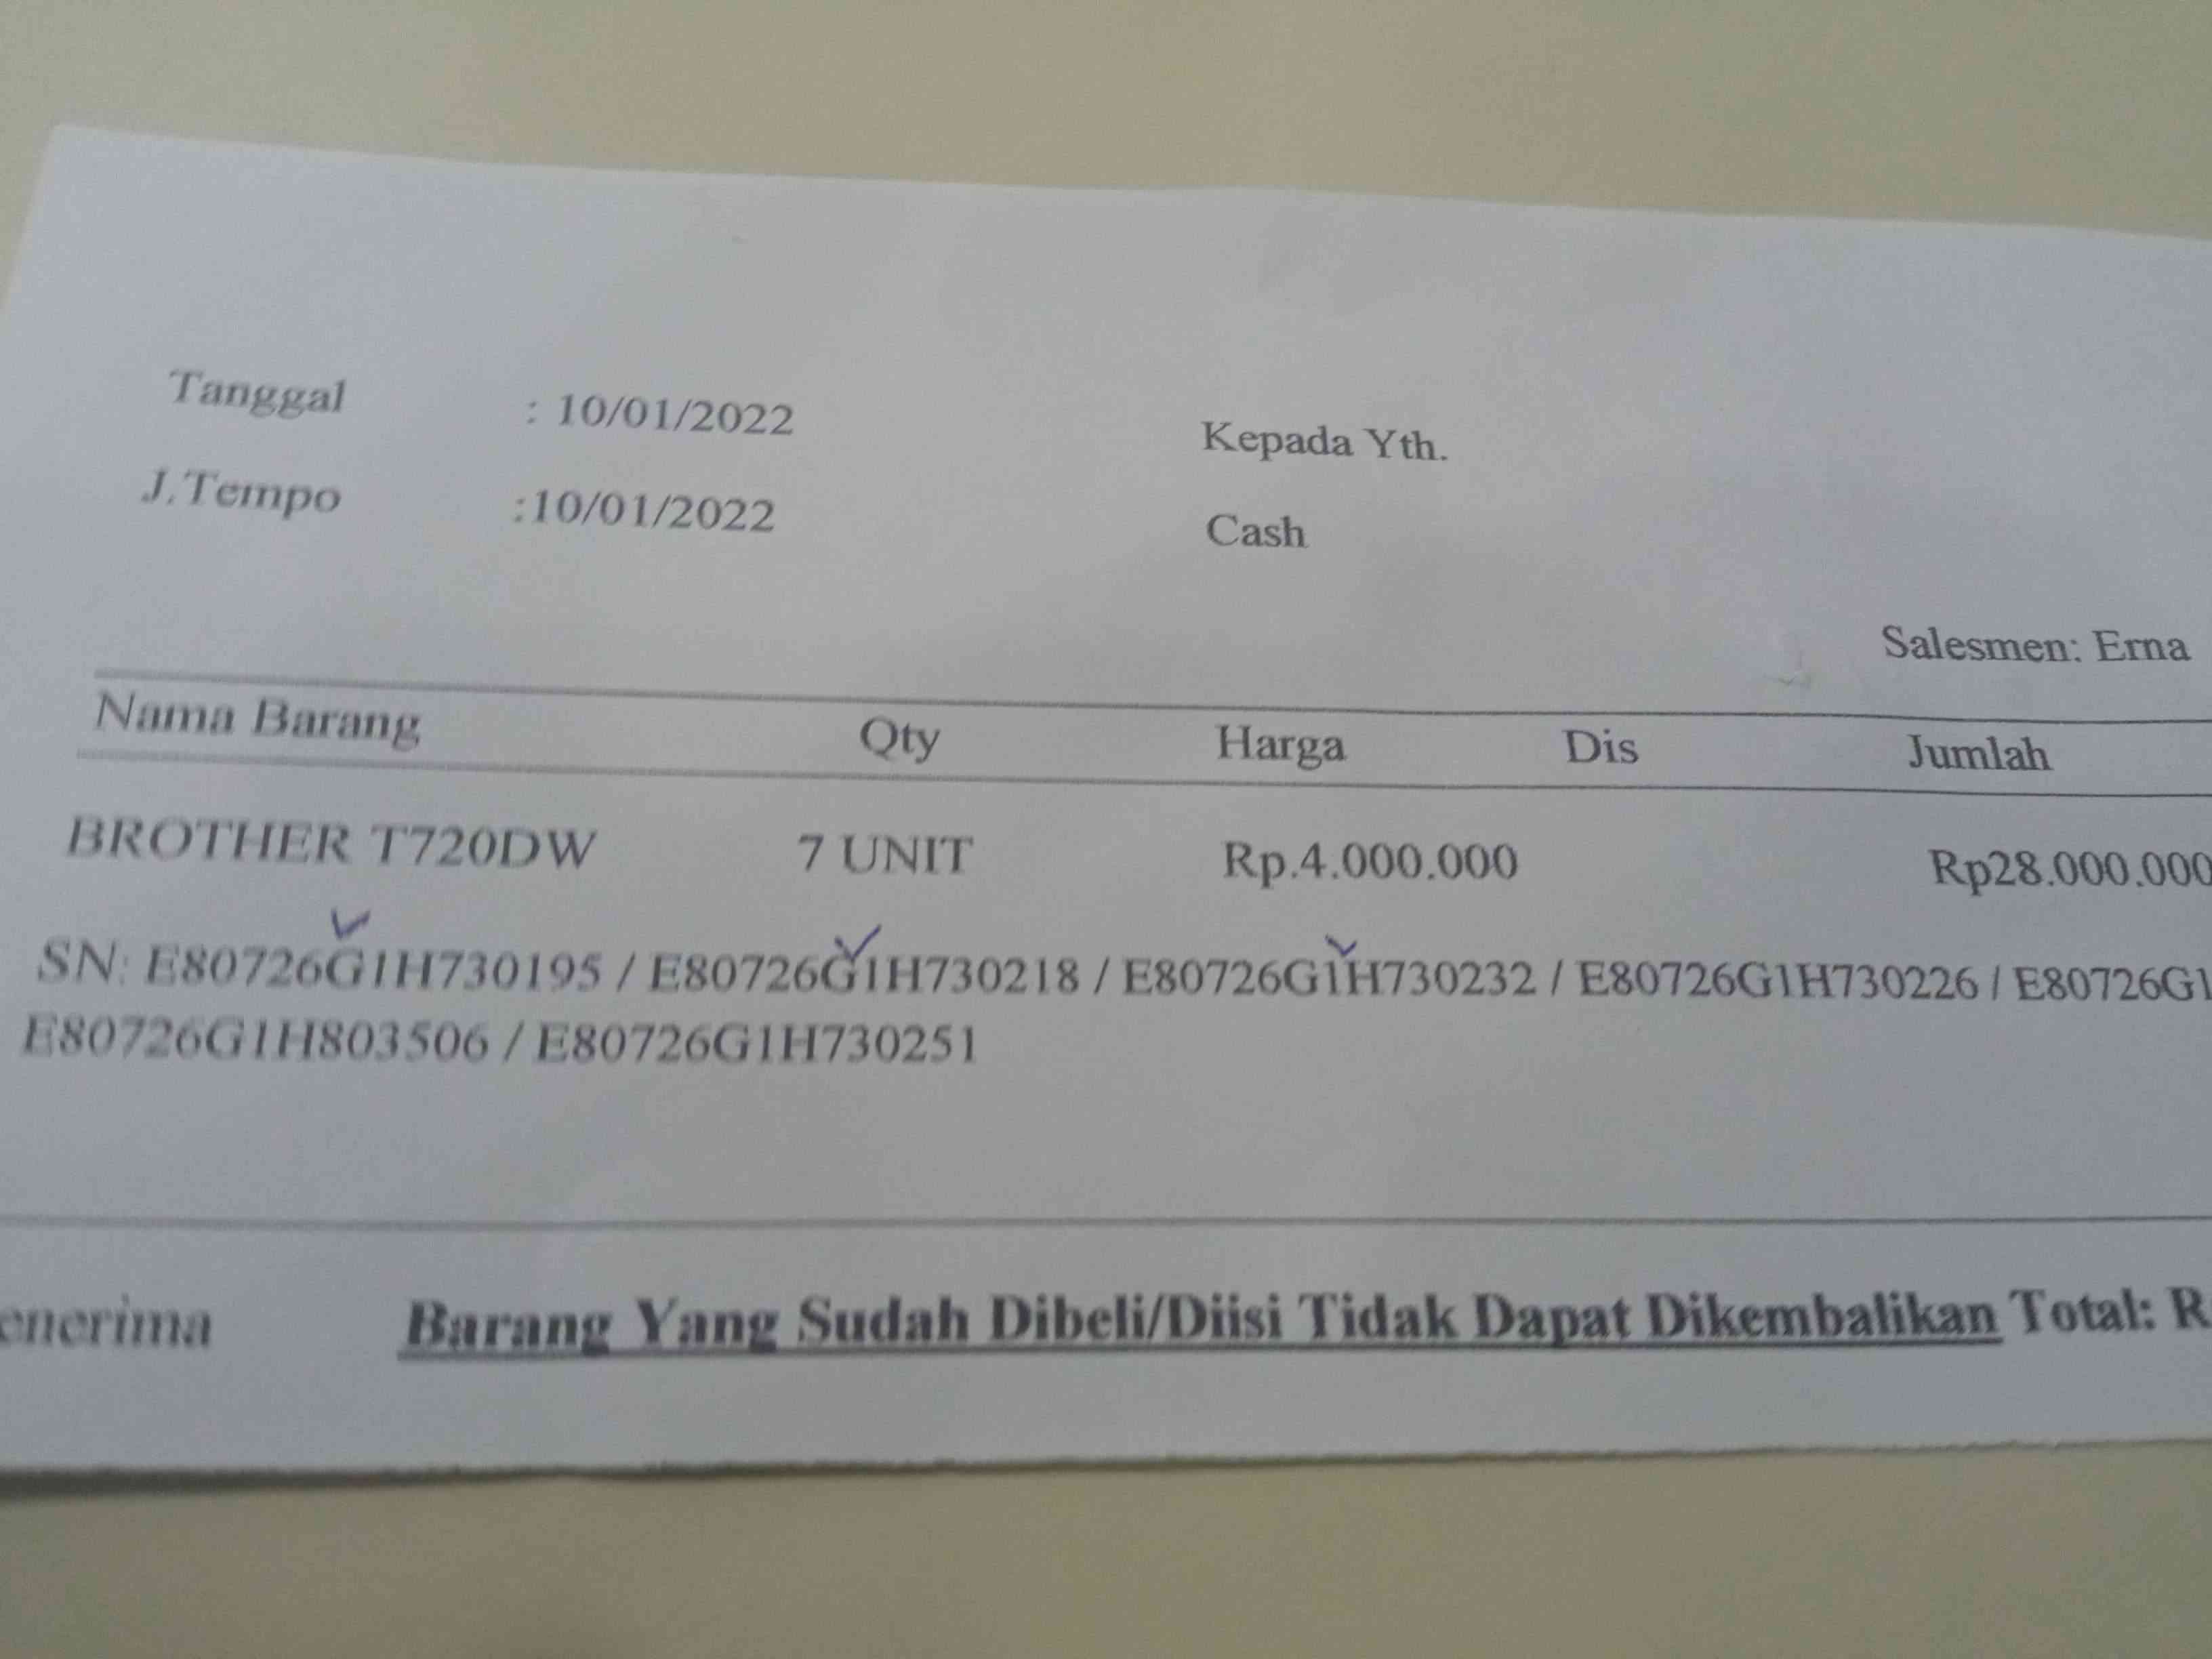 Tanggal : 10/01/2022 Kepada Yth.
J.Tempo :10/01/2022 Cash
Salesmen: Erna
Nama Barang Qty Harga Dis Jumlah
BROTHER T720DW 7 UNIT Rp.4.000.000 Rp28.000.000
SN: E80726G1H730195 / E80726G1H730218 / E80726G1H730232 / E80726G1H730226 / E80726G1
E80726G1H803506 / E80726G1H730251
enerima Barang Yang Sudah Dibeli/Diisi Tidak Dapat Dikembalikan Total: R